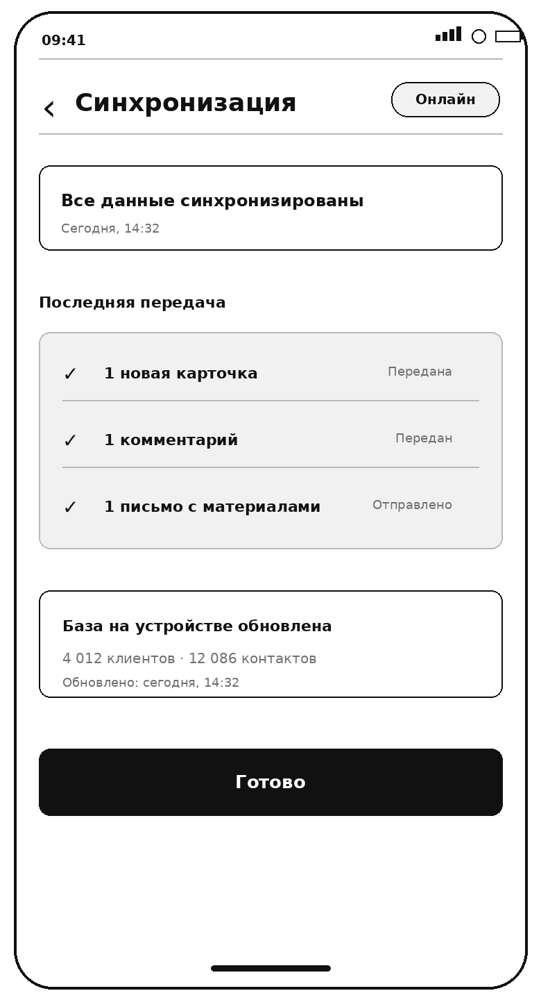 09:41
Синхронизация
Онлайн
Все данные синхронизированы
Сегодня, 14:32
Последняя передача
✓ 1 новая карточка Передана
✓ 1 комментарий Передан
✓ 1 письмо с материалами Отправлено
База на устройстве обновлена
4 012 клиентов · 12 086 контактов
Обновлено: сегодня, 14:32
Готово